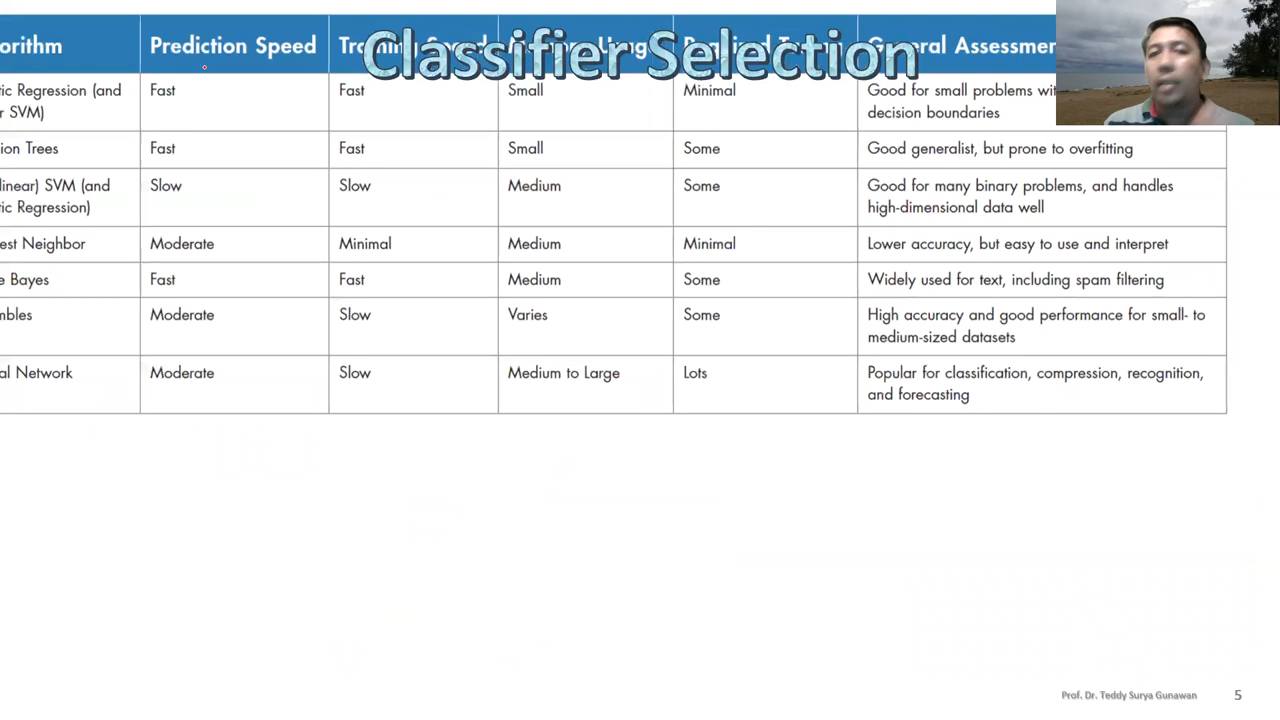 Classifier Selection
orithm Prediction Speed General Assessmen
tic Regression (and Fast Fast Small Minimal Good for small problems
r SVM) decision boundaries
ion Trees Fast Fast Small Some Good generalist, but prone to overfitting
linear) SVM (and Slow Slow Medium Some Good for many binary problems, and handles
tic Regression) high-dimensional data well
est Neighbor Moderate Minimal Medium Minimal Lower accuracy, but easy to use and interpret
e Bayes Fast Fast Medium Some Widely used for text, including spam filtering
mbles Moderate Slow Varies Some High accuracy and good performance for small- to
medium-sized datasets
al Network Moderate Slow Medium to Large Lots Popular for classification, compression, recognition,
and forecasting
Prof. Dr. Teddy Surya Gunawan 5